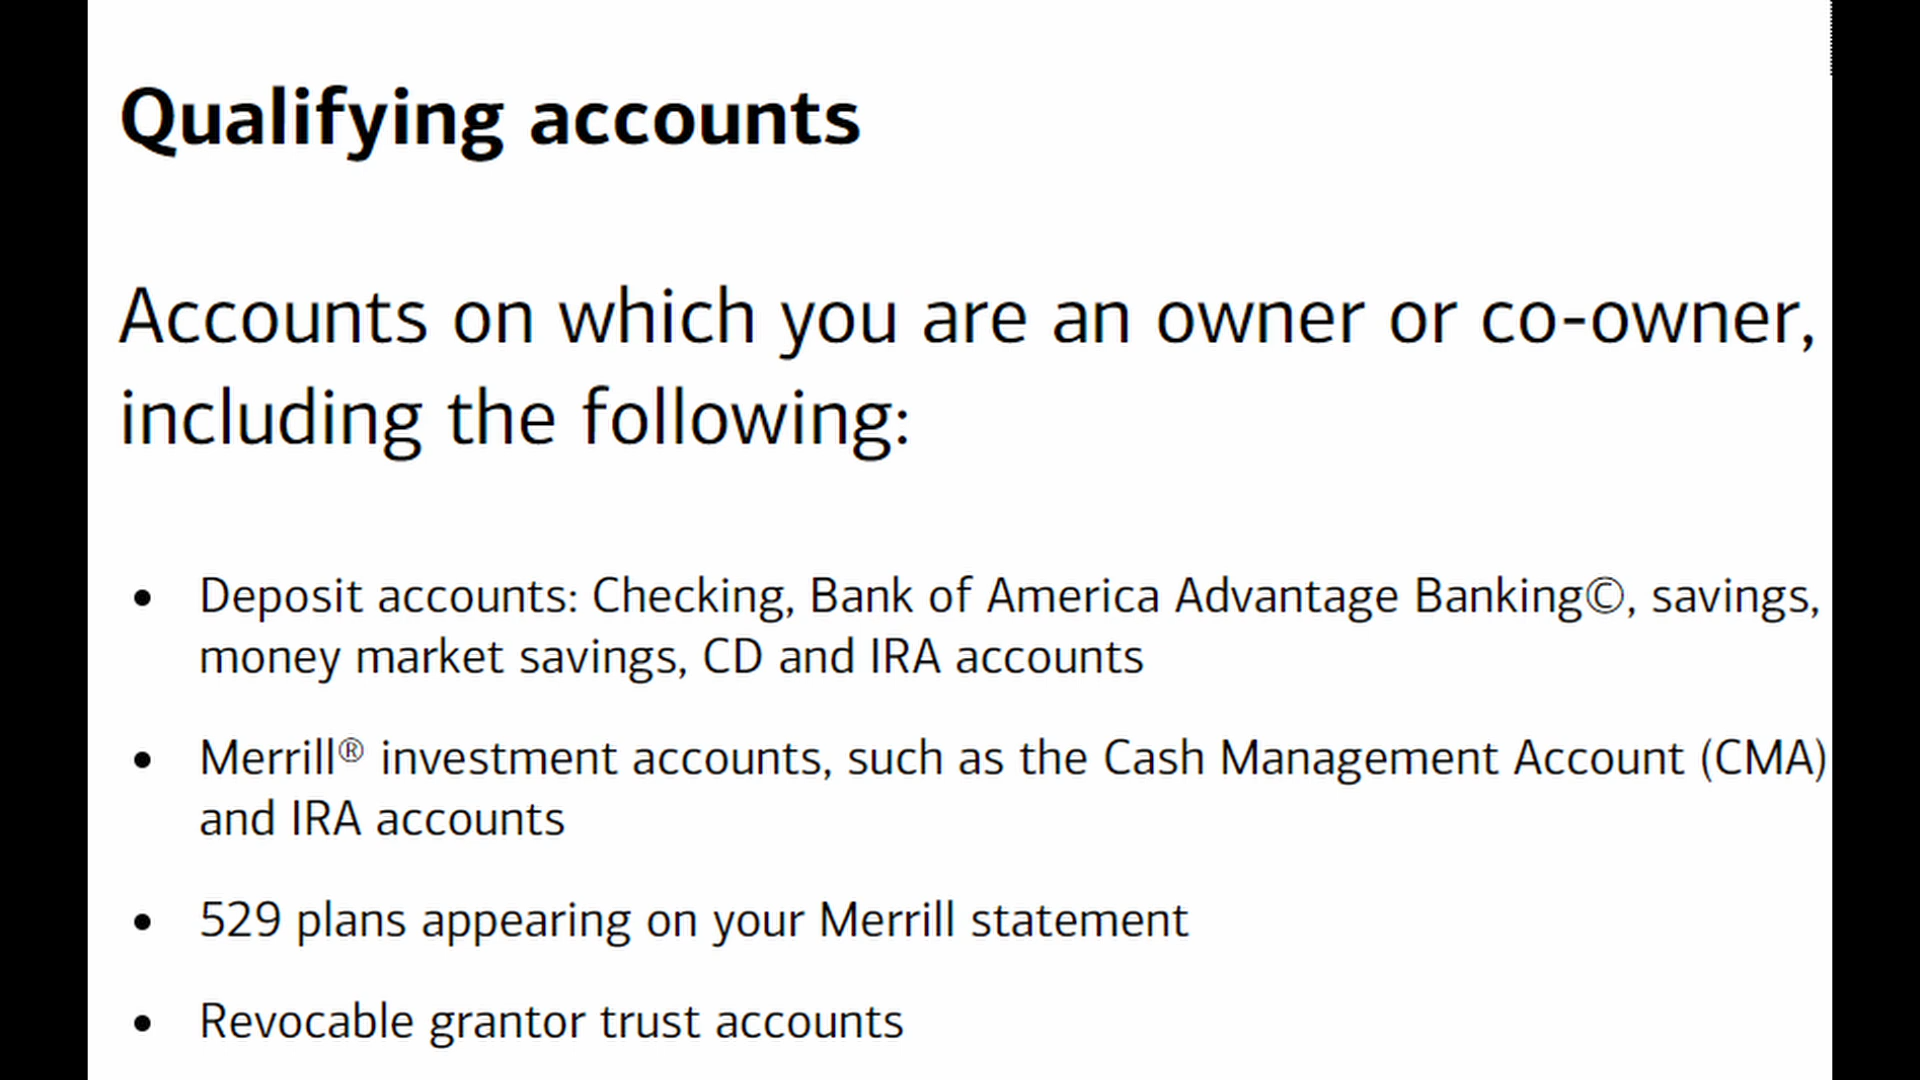 Qualifying accounts
Accounts on which you are an owner or co-owner,
including the following:
• Deposit accounts: Checking, Bank of America Advantage Banking©, savings,
money market savings, CD and IRA accounts
• Merrill® investment accounts, such as the Cash Management Account (CMA)
and IRA accounts
• 529 plans appearing on your Merrill statement
• Revocable grantor trust accounts